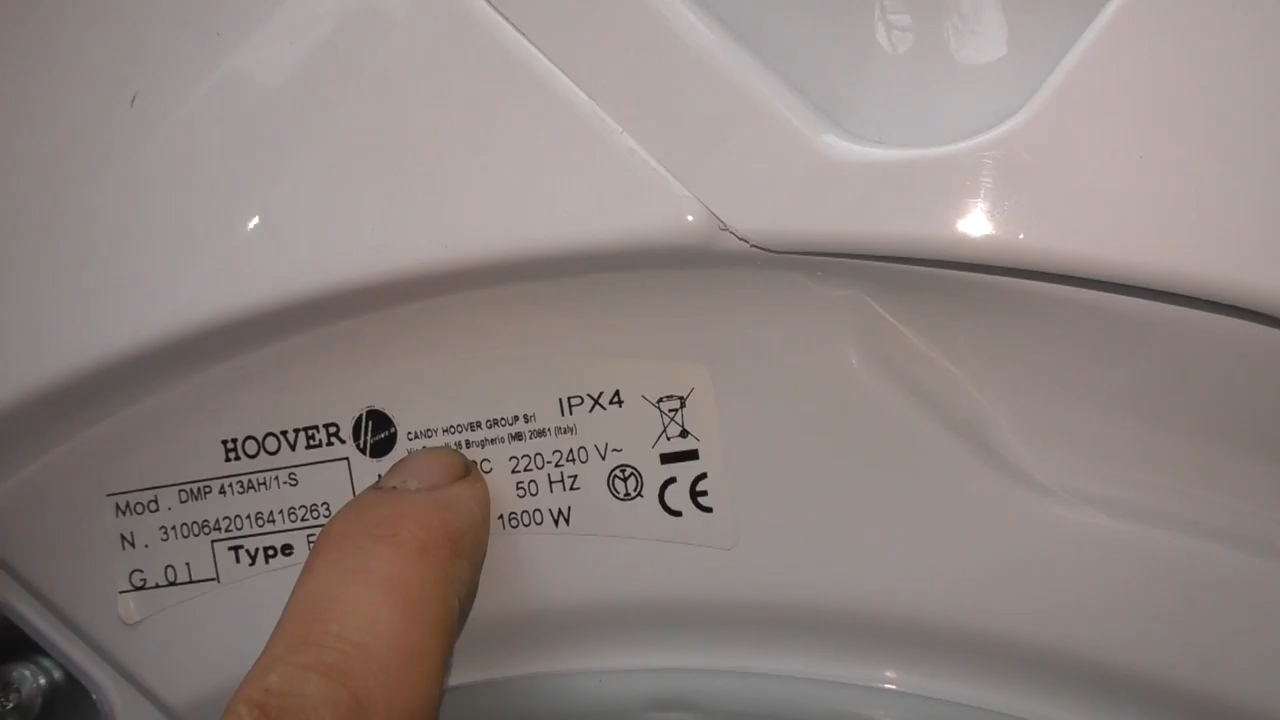 HOOVER
CANDY HOOVER GROUP Srl
16 Brugherio (MB) 20861 (Italy)
IPX4
Mod . DMP 413AH/1-S
220-240 V~
50 Hz
N . 3100642016416263
1600 W
G.01
Type
CE